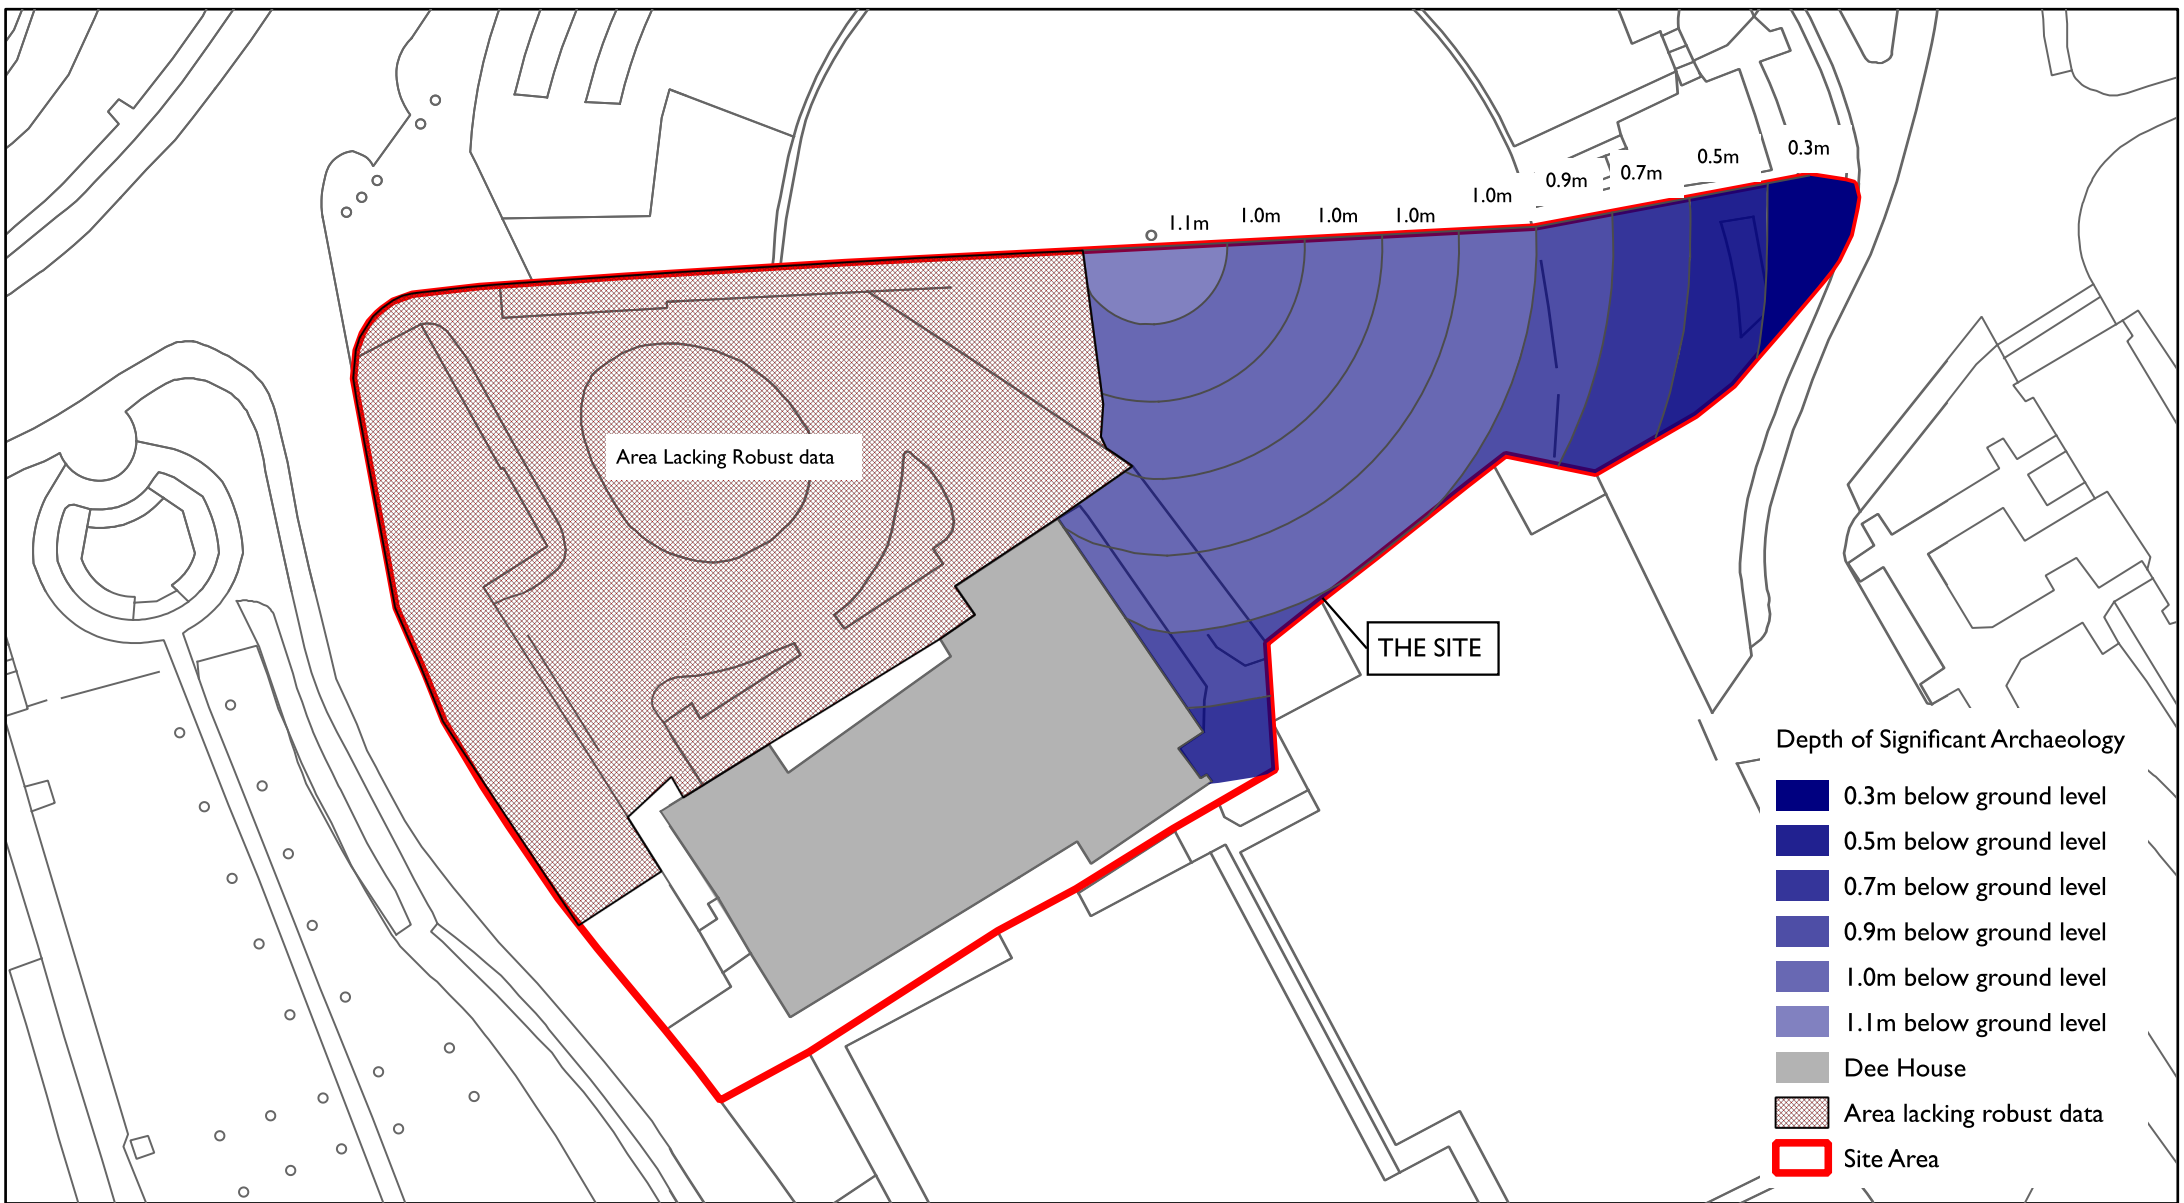 0.3m
0.5m
0.7m
0.9m
1.0m
1.0m
1.0m
1.0m
1.1m
Area Lacking Robust data
THE SITE
Depth of Significant Archaeology
0.3m below ground level
0.5m below ground level
0.7m below ground level
0.9m below ground level
1.0m below ground level
1.1m below ground level
Dee House
Area lacking robust data
Site Area